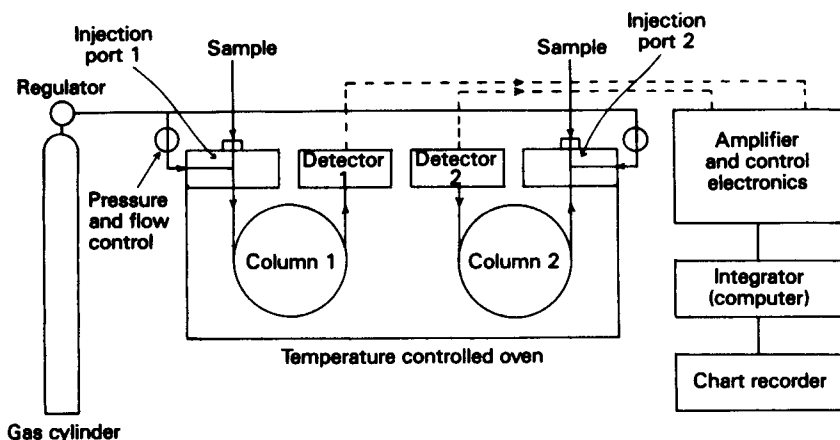 Injection
port 1
Sample
Sample
Injection
port 2
Regulator
Detector
1
Detector
2
Amplifier
and control
electronics
Pressure
and flow
control
Column 1
Column 2
Integrator
(computer)
Temperature controlled oven
Chart recorder
Gas cylinder